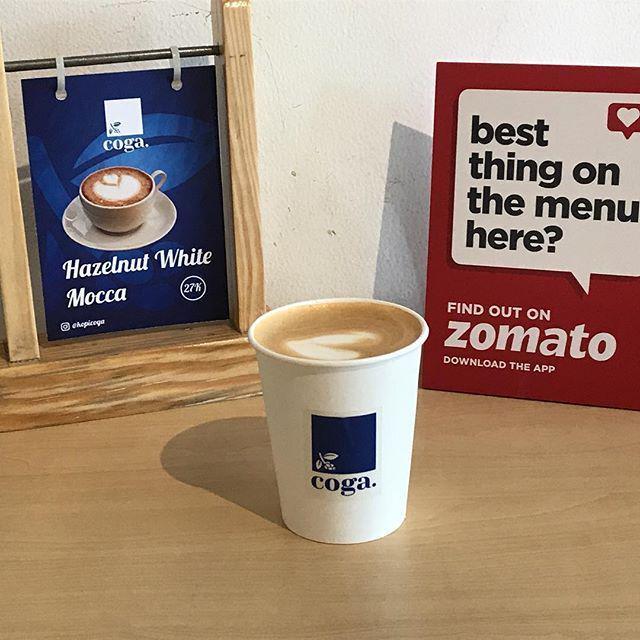 coga.
Hazelnut White
Mocca
27K
@kopicoga
best
thing on
the menu
here?
FIND OUT ON
zomato
DOWNLOAD THE APP
coga.